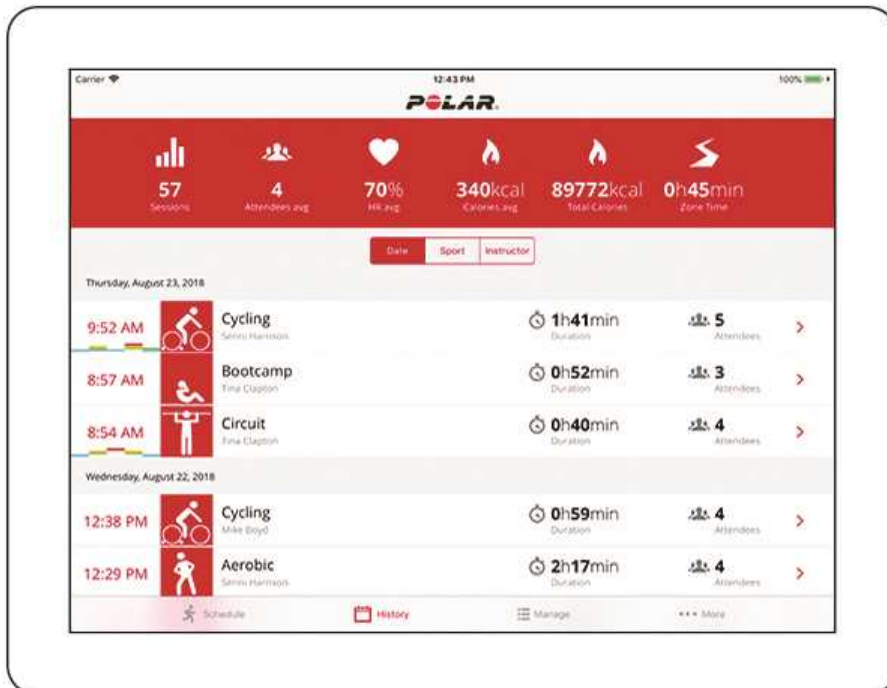 Carrier 12:43 PM 100%
POLAR.
57 4 70% 340kcal 89772kcal 0h45min
Sessions Attendees avg HR avg Calories avg Total Calories Zone Time
Date Sport Instructor
Thursday, August 23, 2018
9:52 AM Cycling 1h41min 5
Senni Harmson Duration Attendees
8:57 AM Bootcamp 0h52min 3
Tina Clapton Duration Attendees
8:54 AM Circuit 0h40min 4
Tina Clapton Duration Attendees
Wednesday, August 22, 2018
12:38 PM Cycling 0h59min 4
Mike Boyd Duration Attendees
12:29 PM Aerobic 2h17min 4
Senni Harmson Duration Attendees
Schedule History Manage More